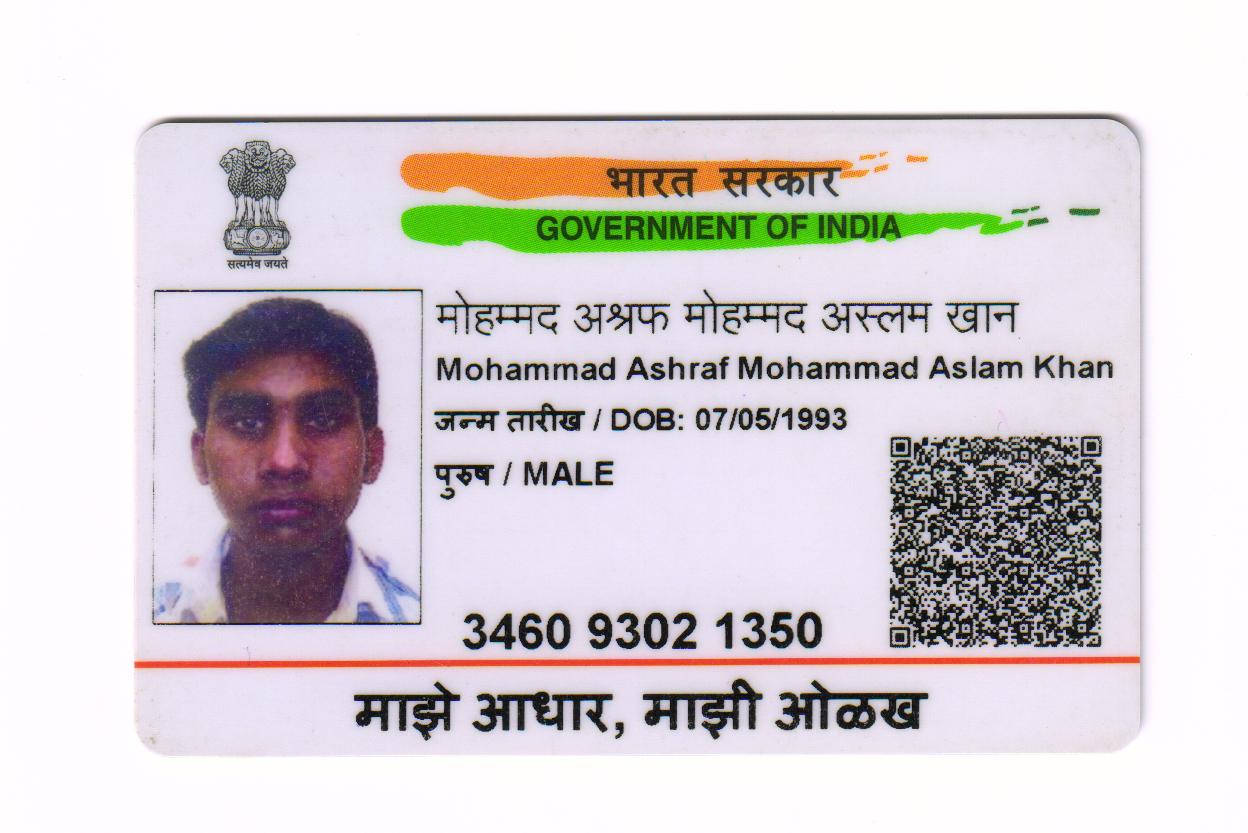 भारत सरकार
GOVERNMENT OF INDIA
सत्यमेव जयते
मोहम्मद अश्रफ मोहम्मद अस्लम खान
Mohammad Ashraf Mohammad Aslam Khan
जन्म तारीख / DOB: 07/05/1993
पुरुष / MALE
3460 9302 1350
माझे आधार, माझी ओळख